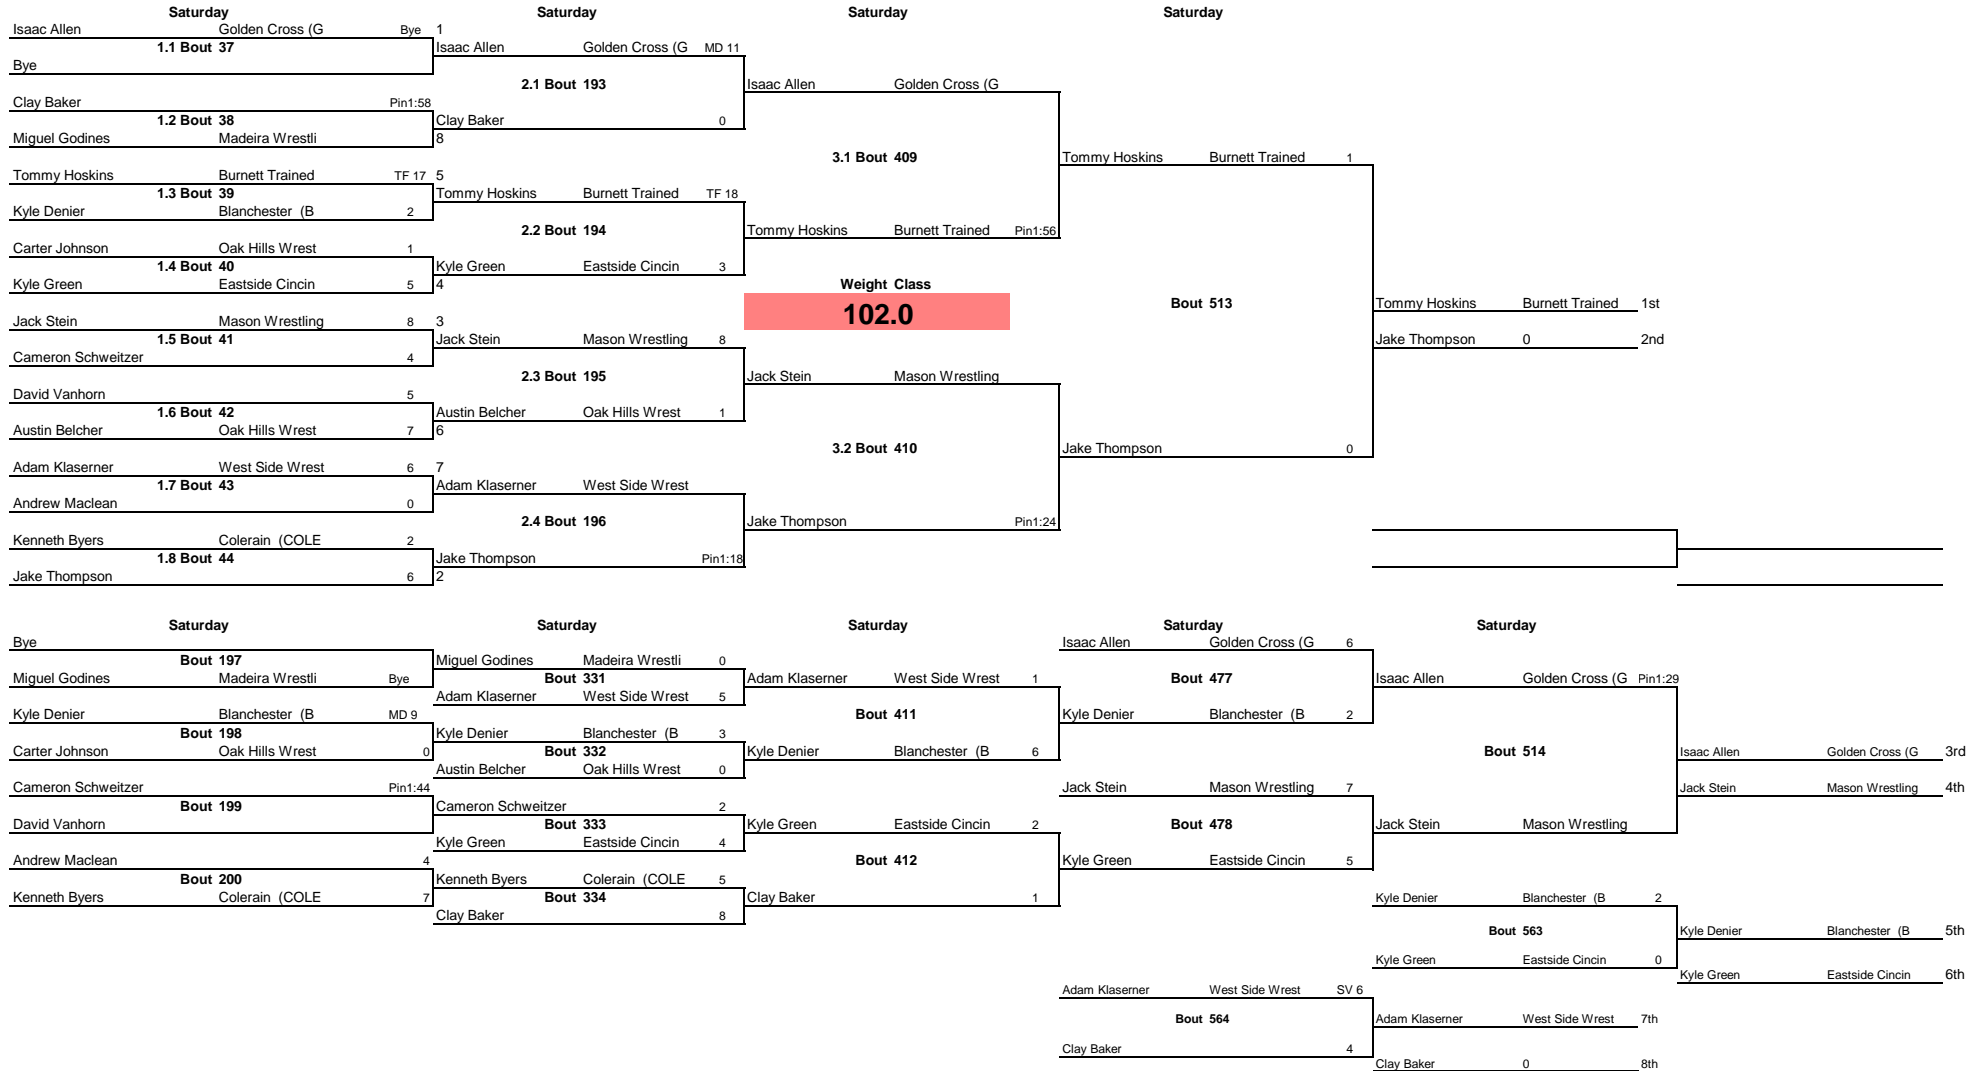 Saturday Saturday Saturday Saturday
Isaac Allen Golden Cross (G Bye 1
1.1 Bout 37 Isaac Allen Golden Cross (G MD 11
Bye
2.1 Bout 193 Isaac Allen Golden Cross (G
Clay Baker Pin1:58
1.2 Bout 38 Clay Baker 0
Miguel Godines Madeira Wrestli 8
3.1 Bout 409 Tommy Hoskins Burnett Trained 1
Tommy Hoskins Burnett Trained TF 17 5
1.3 Bout 39 Tommy Hoskins Burnett Trained TF 18
Kyle Denier Blanchester (B 2
2.2 Bout 194 Tommy Hoskins Burnett Trained Pin1:56
Carter Johnson Oak Hills Wrest 1
1.4 Bout 40 Kyle Green Eastside Cincin 3
Kyle Green Eastside Cincin 5 4 Weight Class
Bout 513 Tommy Hoskins Burnett Trained 1st
102.0
Jack Stein Mason Wrestling 8 3
1.5 Bout 41 Jack Stein Mason Wrestling 8 Jake Thompson 0 2nd
Cameron Schweitzer 4
2.3 Bout 195 Jack Stein Mason Wrestling
David Vanhorn 5
1.6 Bout 42 Austin Belcher Oak Hills Wrest 1
Austin Belcher Oak Hills Wrest 7 6
3.2 Bout 410 Jake Thompson 0
Adam Klaserner West Side Wrest 6 7
1.7 Bout 43 Adam Klaserner West Side Wrest
Andrew Maclean 0
2.4 Bout 196 Jake Thompson Pin1:24
Kenneth Byers Colerain (COLE 2
1.8 Bout 44 Jake Thompson Pin1:18
Jake Thompson 6 2
Saturday Saturday Saturday Saturday Saturday
Bye Isaac Allen Golden Cross (G 6
Bout 197 Miguel Godines Madeira Wrestli 0
Miguel Godines Madeira Wrestli Bye Bout 331 Adam Klaserner West Side Wrest 1 Bout 477 Isaac Allen Golden Cross (G Pin1:29
Adam Klaserner West Side Wrest 5
Kyle Denier Blanchester (B MD 9 Bout 411 Kyle Denier Blanchester (B 2
Bout 198 Kyle Denier Blanchester (B 3
Carter Johnson Oak Hills Wrest 0 Bout 332 Kyle Denier Blanchester (B 6 Bout 514 Isaac Allen Golden Cross (G 3rd
Austin Belcher Oak Hills Wrest 0
Cameron Schweitzer Pin1:44 Jack Stein Mason Wrestling 7 Jack Stein Mason Wrestling 4th
Bout 199 Cameron Schweitzer 2
David Vanhorn Bout 333 Kyle Green Eastside Cincin 2 Bout 478 Jack Stein Mason Wrestling
Kyle Green Eastside Cincin 4
Andrew Maclean 4 Bout 412 Kyle Green Eastside Cincin 5
Bout 200 Kenneth Byers Colerain (COLE 5
Kenneth Byers Colerain (COLE 7 Bout 334 Clay Baker 1 Kyle Denier Blanchester (B 2
Clay Baker 8
Bout 563 Kyle Denier Blanchester (B 5th
Kyle Green Eastside Cincin 0
Kyle Green Eastside Cincin 6th
Adam Klaserner West Side Wrest SV 6
Bout 564 Adam Klaserner West Side Wrest 7th
Clay Baker 4
Clay Baker 0 8th